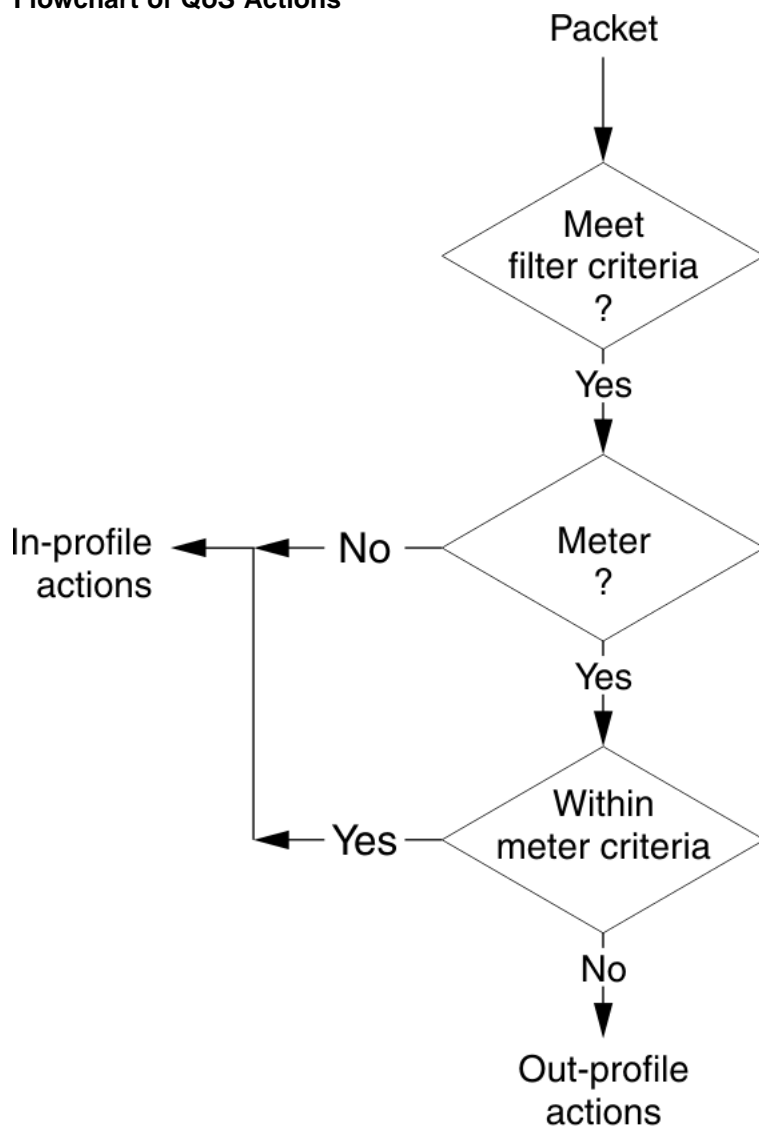 Flowchart of QoS Actions
Packet
Meet
filter criteria
?
Yes
Meter
?
No
In-profile
actions
Yes
Within
meter criteria
Yes
No
Out-profile
actions